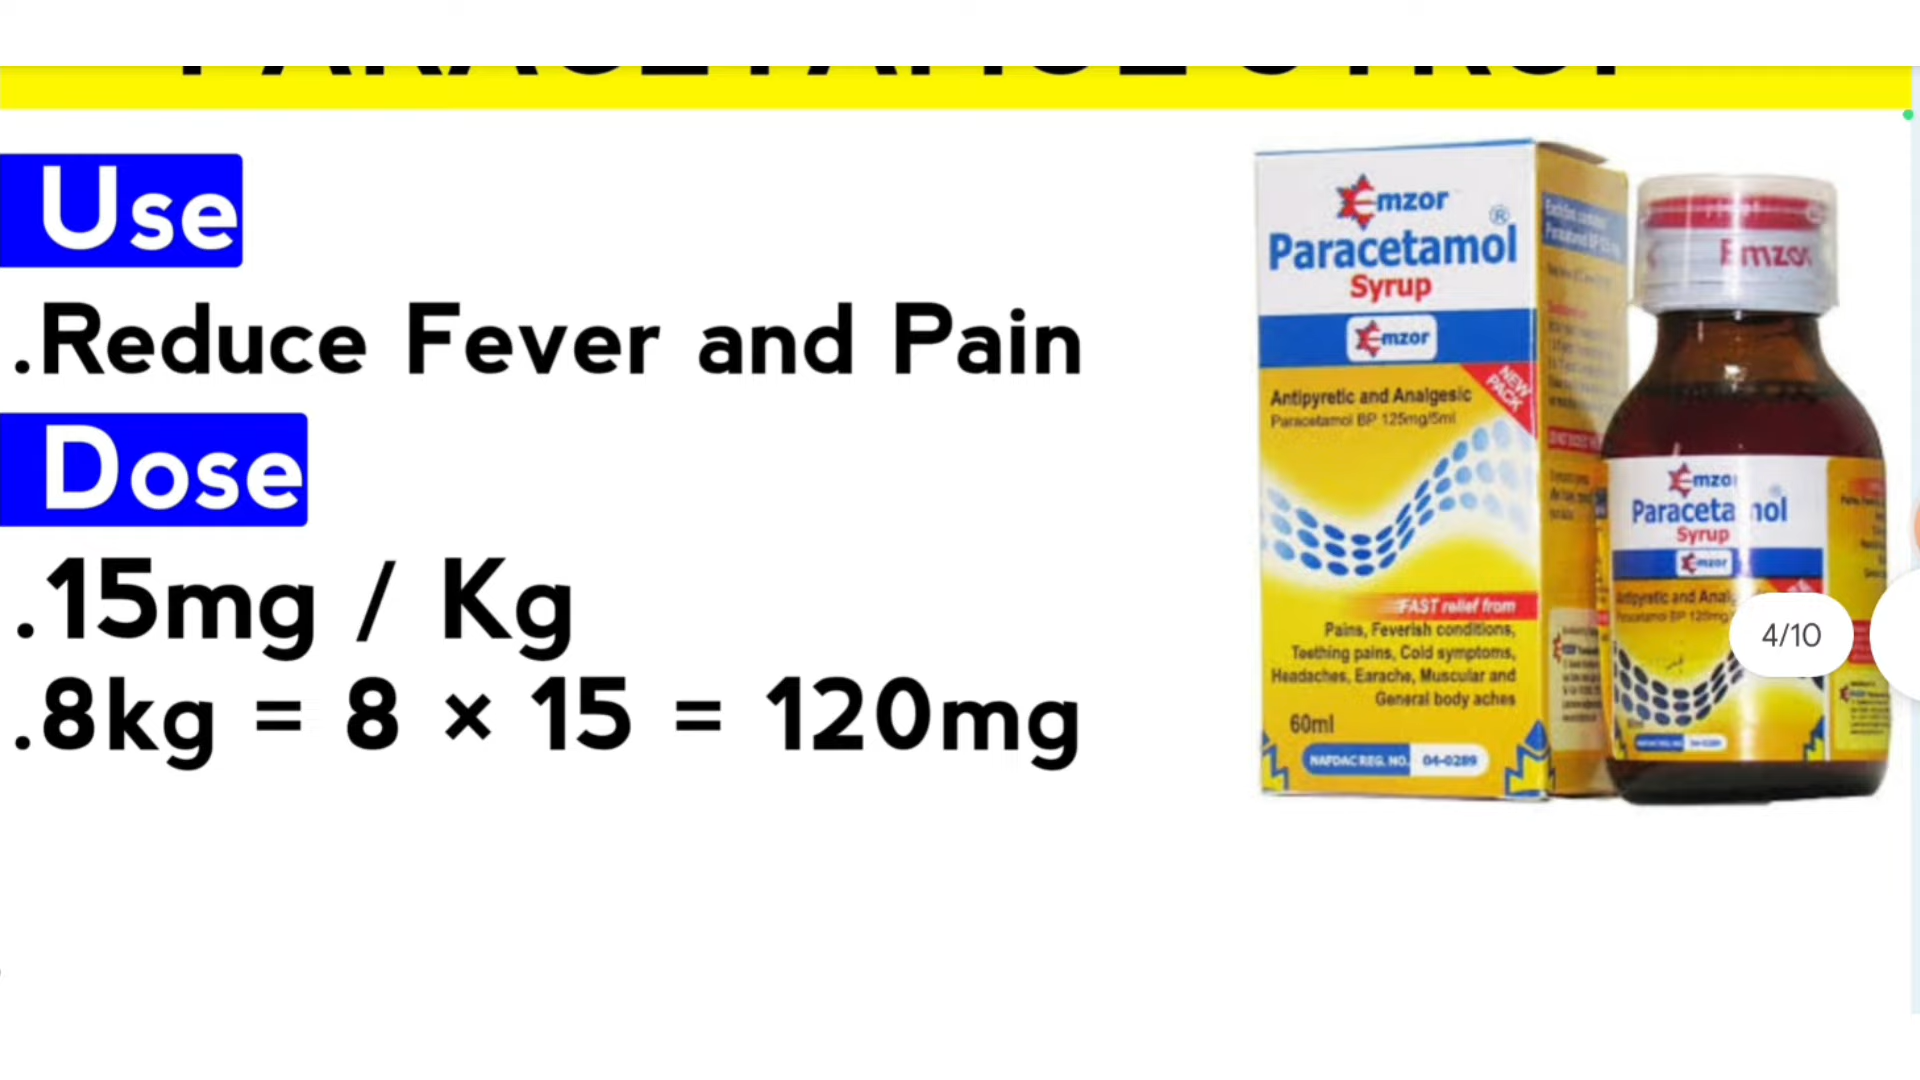 Use
.Reduce Fever and Pain
Dose
.15mg / Kg
.8kg = 8 × 15 = 120mg
Emzor
®
Paracetamol
Syrup
Emzor
NEW PACK
Antipyretic and Analgesic
Paracetamol BP 125mg/5ml
FAST relief from
Pains, Feverish conditions,
Teething pains, Cold symptoms,
Headaches, Earache, Muscular and
General body aches
60ml
NAFDAC REG. NO. 04-0289
Emzor
Emzor
Paracetamol
Syrup
Emzor
4/10